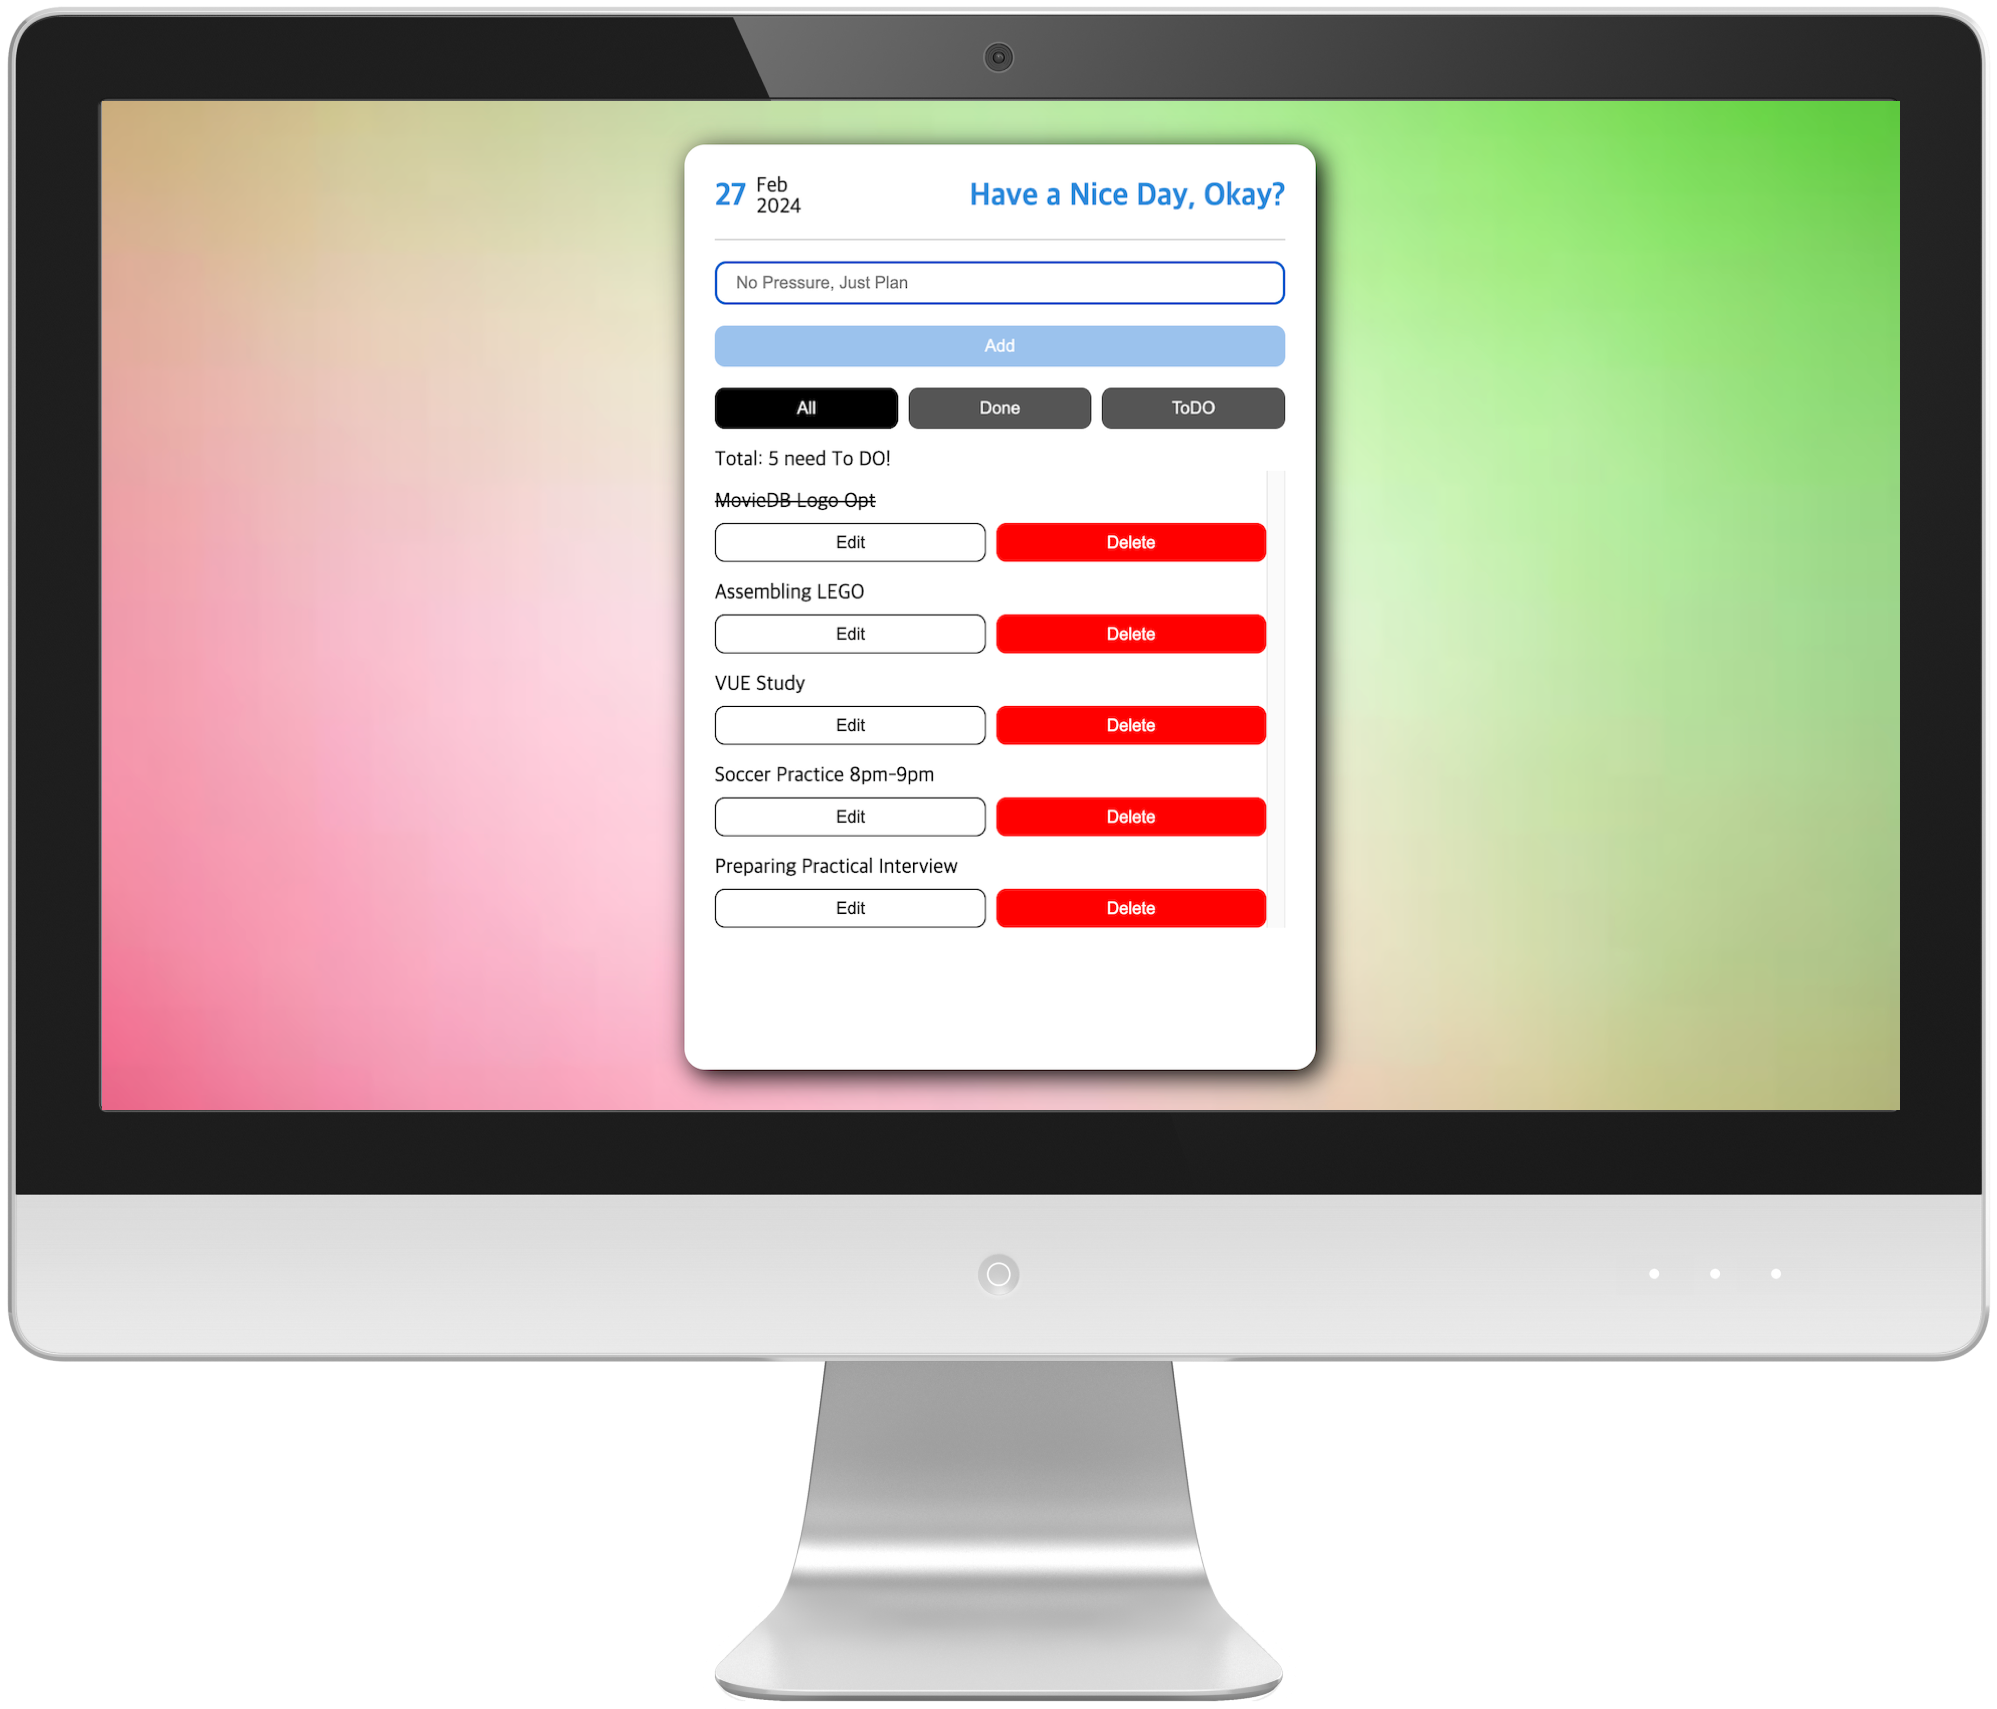 27 Feb
2024
Have a Nice Day, Okay?
No Pressure, Just Plan
Add
All Done ToDO
Total: 5 need To DO!
MovieDB Logo Opt
Edit Delete
Assembling LEGO
Edit Delete
VUE Study
Edit Delete
Soccer Practice 8pm-9pm
Edit Delete
Preparing Practical Interview
Edit Delete